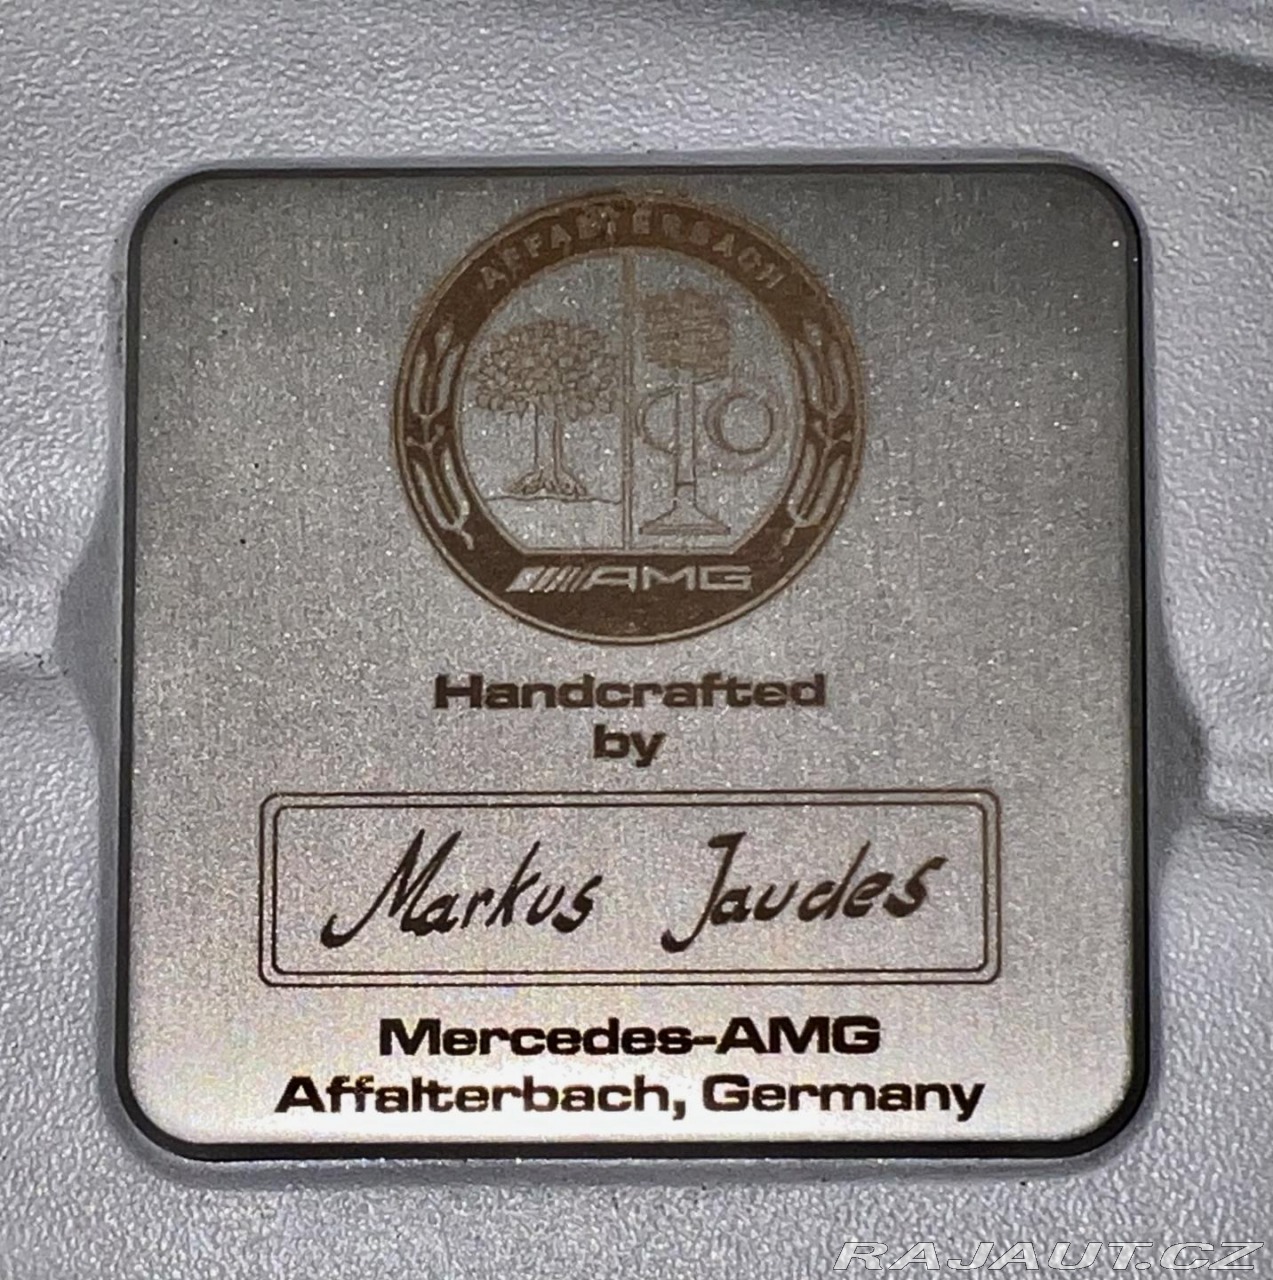 AFFALTERBACH
AMG
Handcrafted
by
Markus Jaudes
Mercedes-AMG
Affalterbach, Germany
RAJAUT.CZ